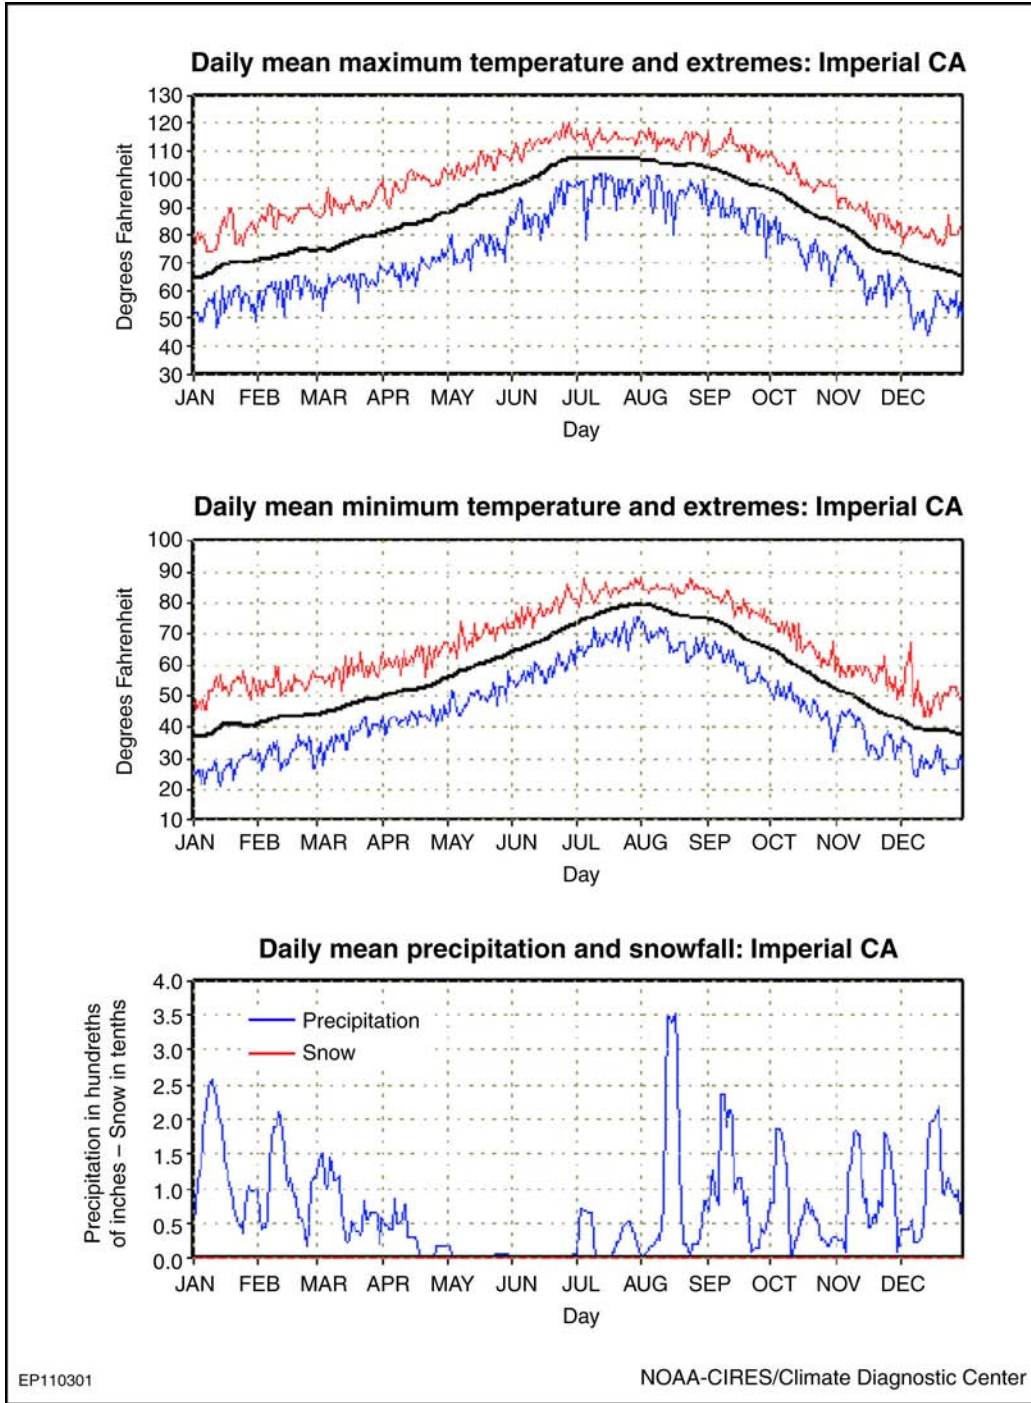 Daily mean maximum temperature and extremes: Imperial CA
130
120
110
100
90
80
70
60
50
40
30
Degrees Fahrenheit
JAN FEB MAR APR MAY JUN JUL AUG SEP OCT NOV DEC
Day
Daily mean minimum temperature and extremes: Imperial CA
100
90
80
70
60
50
40
30
20
10
Degrees Fahrenheit
JAN FEB MAR APR MAY JUN JUL AUG SEP OCT NOV DEC
Day
Daily mean precipitation and snowfall: Imperial CA
4.0
3.5
3.0
2.5
2.0
1.5
1.0
0.5
0.0
Precipitation in hundreths
of inches – Snow in tenths
Precipitation
Snow
JAN FEB MAR APR MAY JUN JUL AUG SEP OCT NOV DEC
Day
EP110301
NOAA-CIRES/Climate Diagnostic Center